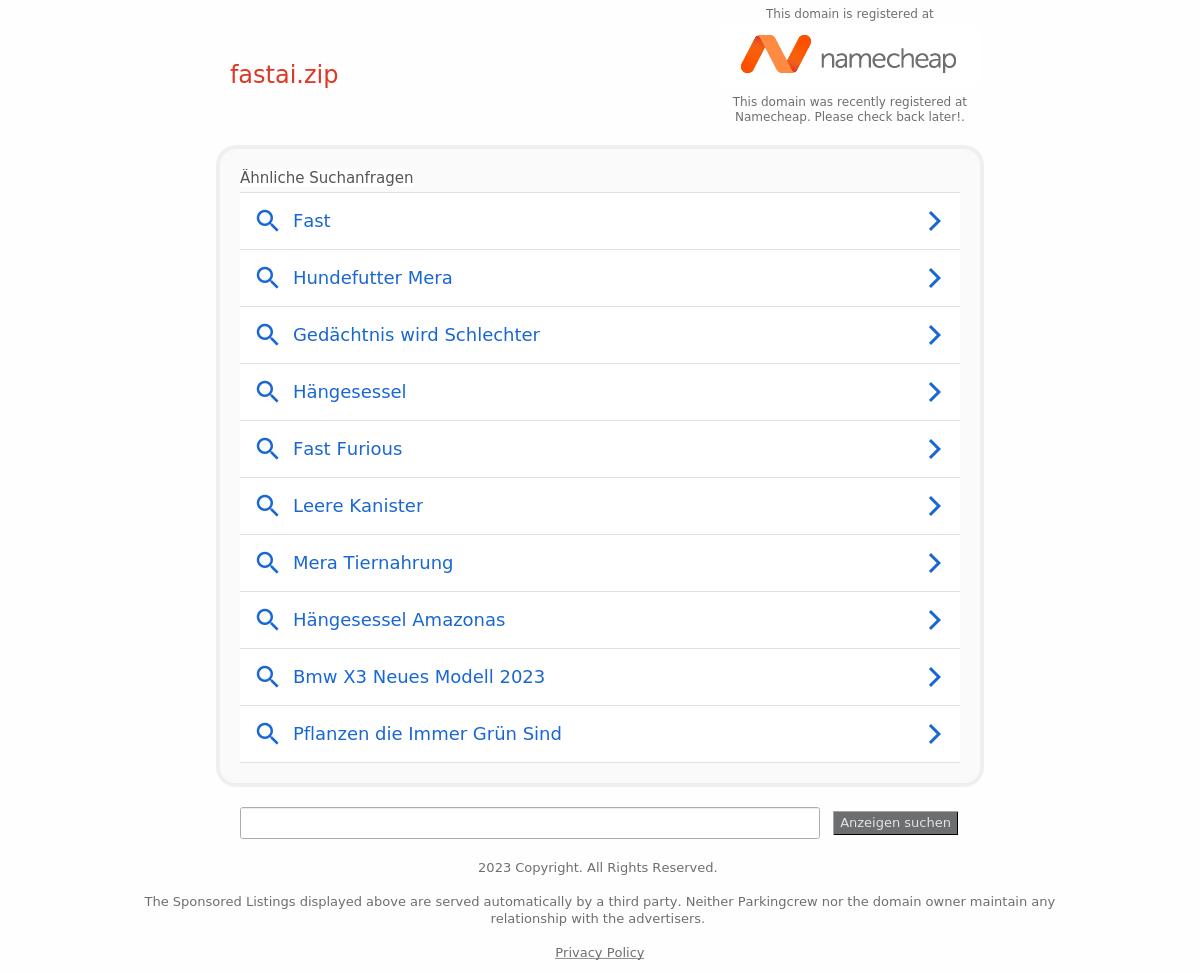 This domain is registered at
fastai.zip
namecheap
This domain was recently registered at
Namecheap. Please check back later!.
Ähnliche Suchanfragen
Fast
Hundefutter Mera
Gedächtnis wird Schlechter
Hängesessel
Fast Furious
Leere Kanister
Mera Tiernahrung
Hängesessel Amazonas
Bmw X3 Neues Modell 2023
Pflanzen die Immer Grün Sind
Anzeigen suchen
2023 Copyright. All Rights Reserved.
The Sponsored Listings displayed above are served automatically by a third party. Neither Parkingcrew nor the domain owner maintain any
relationship with the advertisers.
Privacy Policy